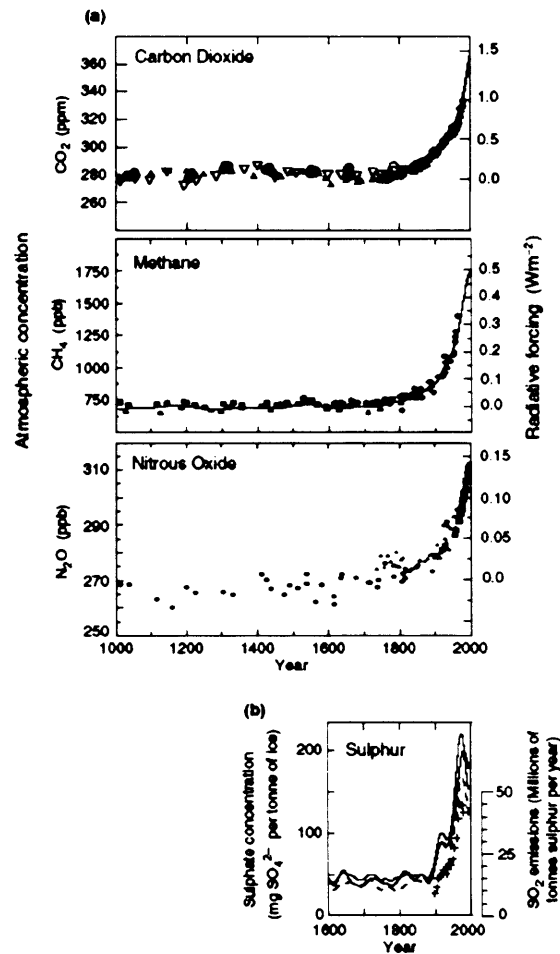 (a)
Atmospheric concentration
Radiative forcing (Wm⁻²)
Carbon Dioxide
CO₂ (ppm)
360
340
320
300
280
260
1.5
1.0
0.5
0.0
Methane
CH₄ (ppb)
1750
1500
1250
1000
750
0.5
0.4
0.3
0.2
0.1
0.0
Nitrous Oxide
N₂O (ppb)
310
290
270
250
0.15
0.10
0.05
0.0
1000 1200 1400 1600 1800 2000
Year
(b)
Sulphur
Sulphate concentration
(mg SO₄²⁻ per tonne of ice)
200
100
0
50
25
0
SO₂ emissions (Millions of
tonnes sulphur per year)
1600 1800 2000
Year